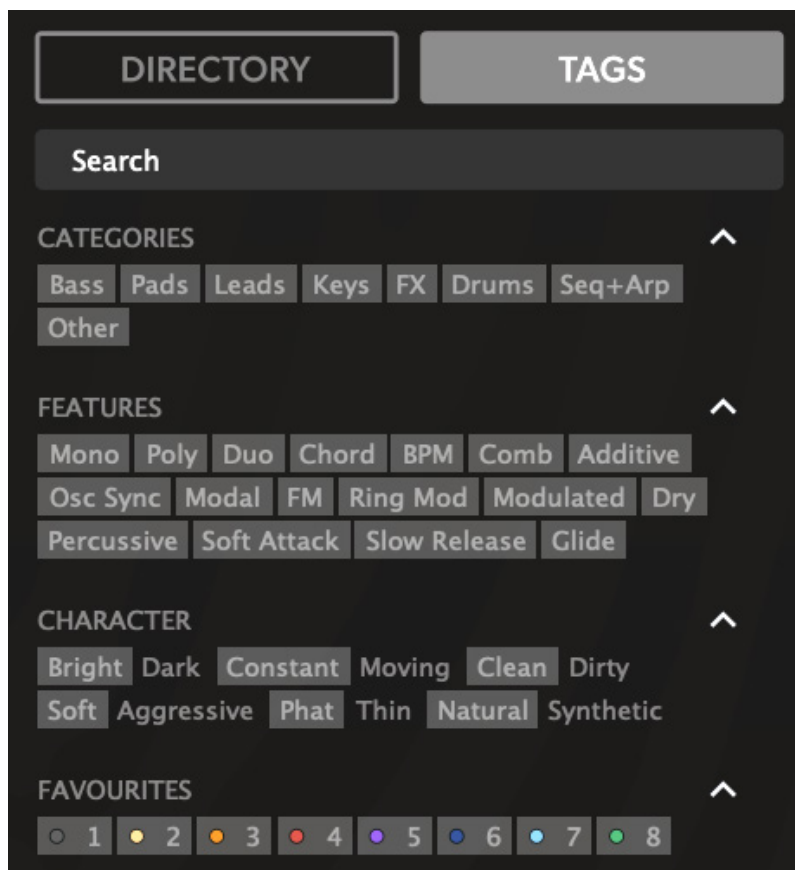 DIRECTORY TAGS
Search
CATEGORIES
Bass Pads Leads Keys FX Drums Seq+Arp
Other
FEATURES
Mono Poly Duo Chord BPM Comb Additive
Osc Sync Modal FM Ring Mod Modulated Dry
Percussive Soft Attack Slow Release Glide
CHARACTER
Bright Dark Constant Moving Clean Dirty
Soft Aggressive Phat Thin Natural Synthetic
FAVOURITES
1 2 3 4 5 6 7 8